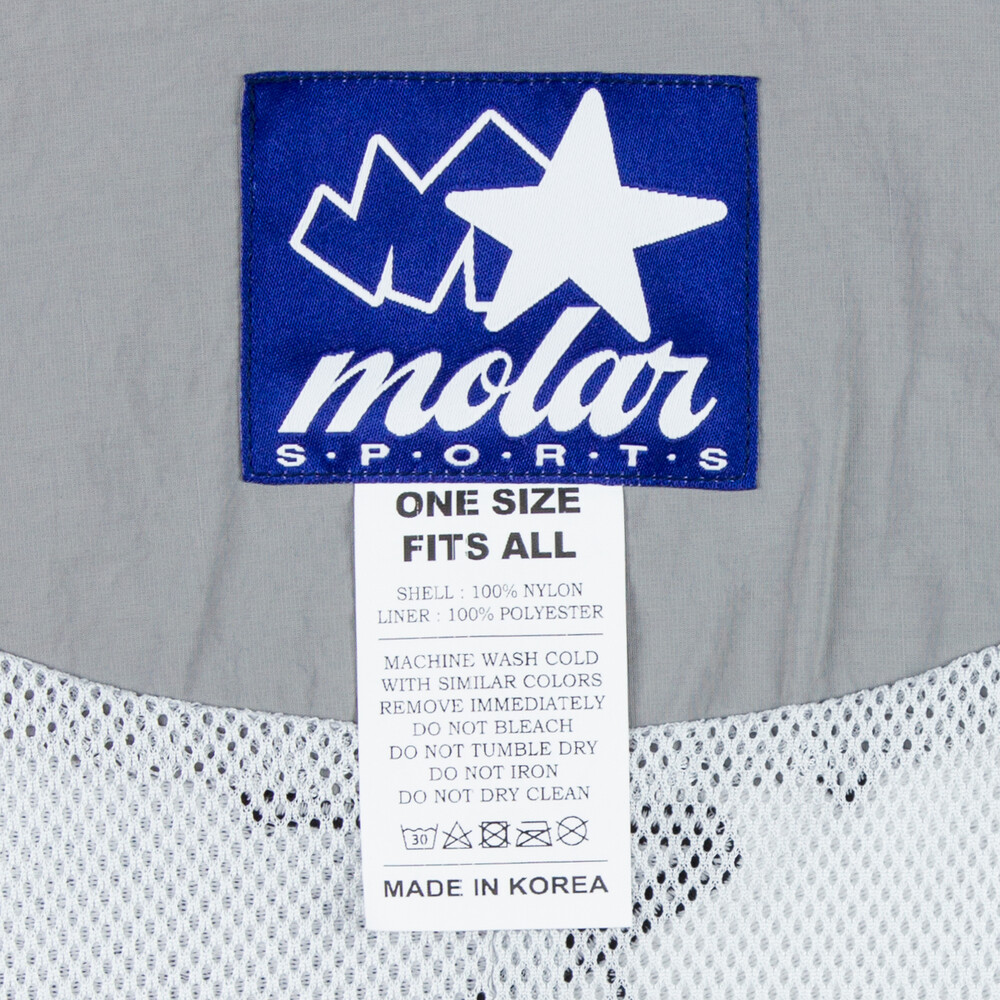 molar
S·P·O·R·T·S
ONE SIZE
FITS ALL
SHELL : 100% NYLON
LINER : 100% POLYESTER
MACHINE WASH COLD
WITH SIMILAR COLORS
REMOVE IMMEDIATELY
DO NOT BLEACH
DO NOT TUMBLE DRY
DO NOT IRON
DO NOT DRY CLEAN
30
MADE IN KOREA